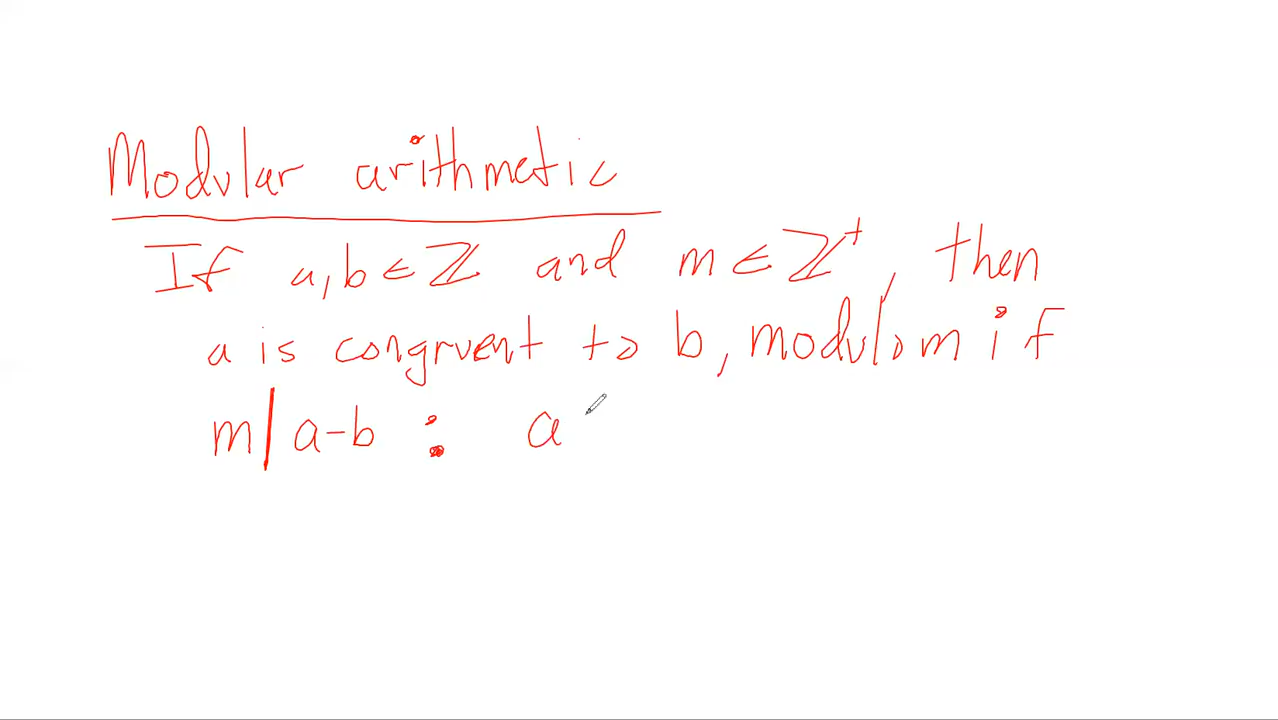 Modular arithmetic
If a, b ∈ ℤ and m ∈ ℤ⁺, then
a is congruent to b, modulo m if
m | a-b : a